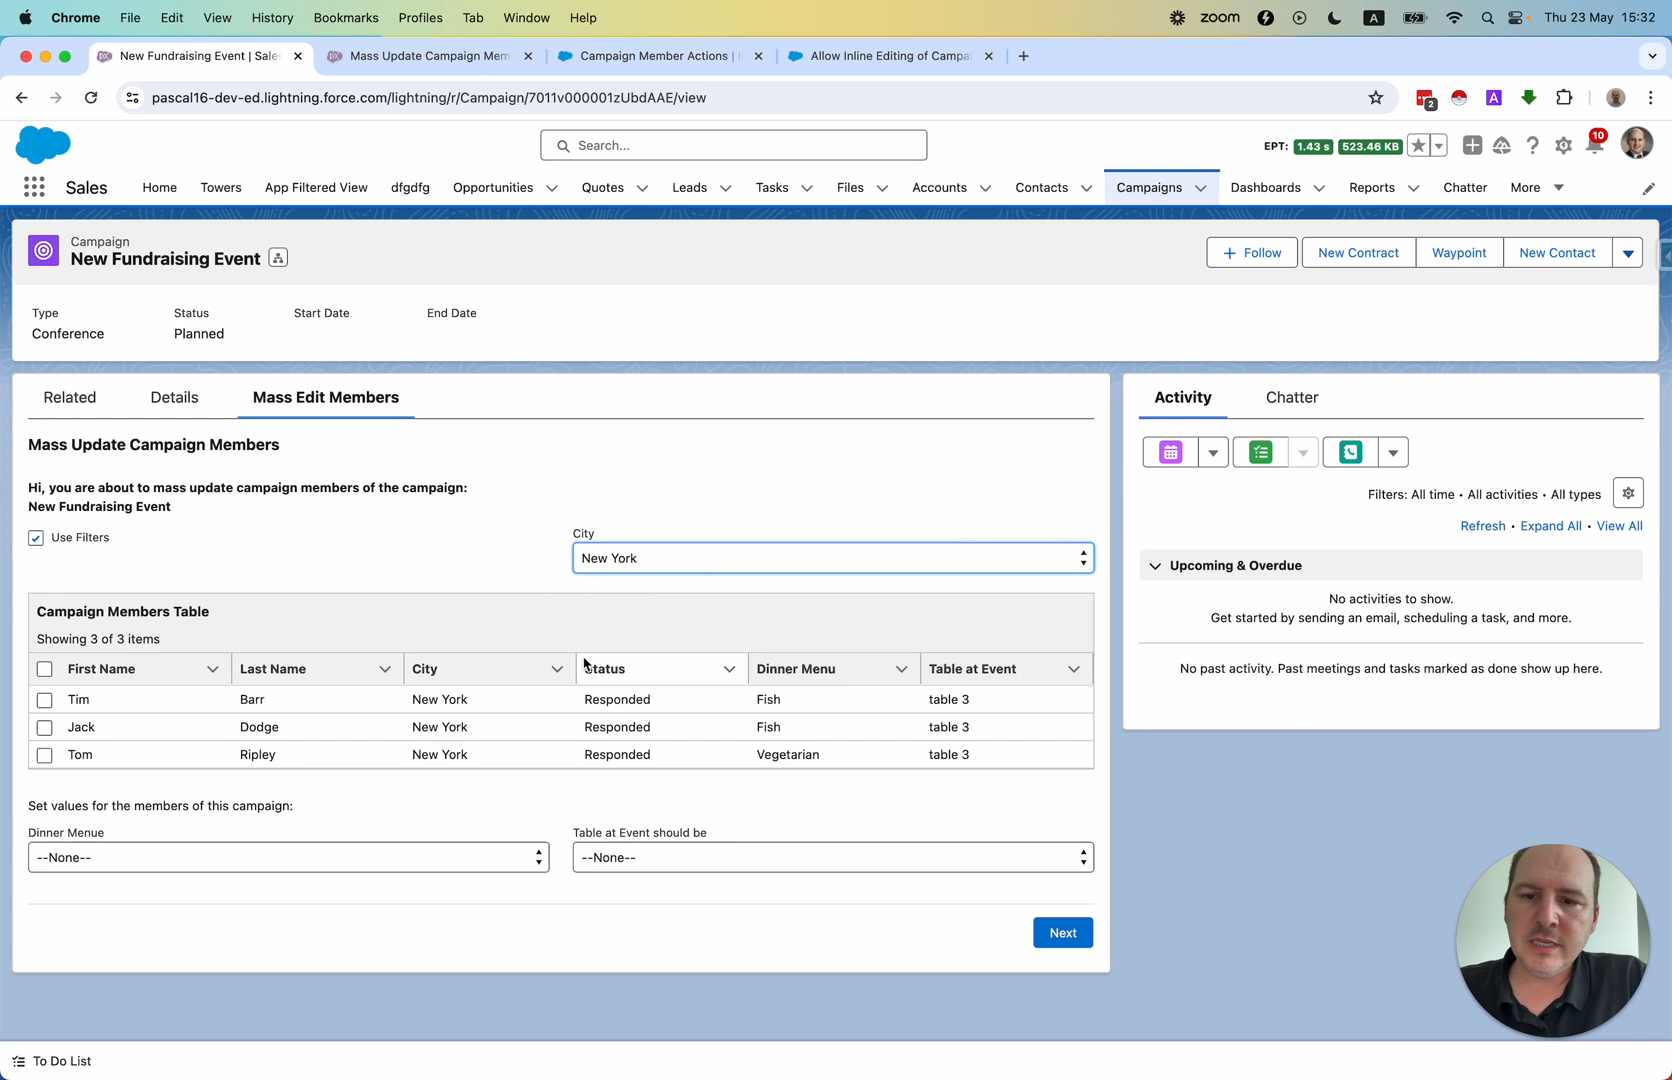 Chrome File Edit View History Bookmarks Profiles Tab Window Help zoom A Thu 23 May 15:32
New Fundraising Event | Sales Mass Update Campaign Mem Campaign Member Actions | Allow Inline Editing of Campai
pascal16-dev-ed.lightning.force.com/lightning/r/Campaign/7011v000001zUbdAAE/view 2 A
Search... EPT: 1.43 s 523.46 KB 10
Sales Home Towers App Filtered View dfgdfg Opportunities Quotes Leads Tasks Files Accounts Contacts Campaigns Dashboards Reports Chatter More
Campaign
New Fundraising Event
Follow New Contract Waypoint New Contact
Type Status Start Date End Date
Conference Planned
Related Details Mass Edit Members
Mass Update Campaign Members
Hi, you are about to mass update campaign members of the campaign:
New Fundraising Event
Use Filters
City
New York
Campaign Members Table
Showing 3 of 3 items
First Name Last Name City Status Dinner Menu Table at Event
Tim Barr New York Responded Fish table 3
Jack Dodge New York Responded Fish table 3
Tom Ripley New York Responded Vegetarian table 3
Set values for the members of this campaign:
Dinner Menue Table at Event should be
--None-- --None--
Next
Activity Chatter
Filters: All time • All activities • All types
Refresh • Expand All • View All
Upcoming & Overdue
No activities to show.
Get started by sending an email, scheduling a task, and more.
No past activity. Past meetings and tasks marked as done show up here.
To Do List